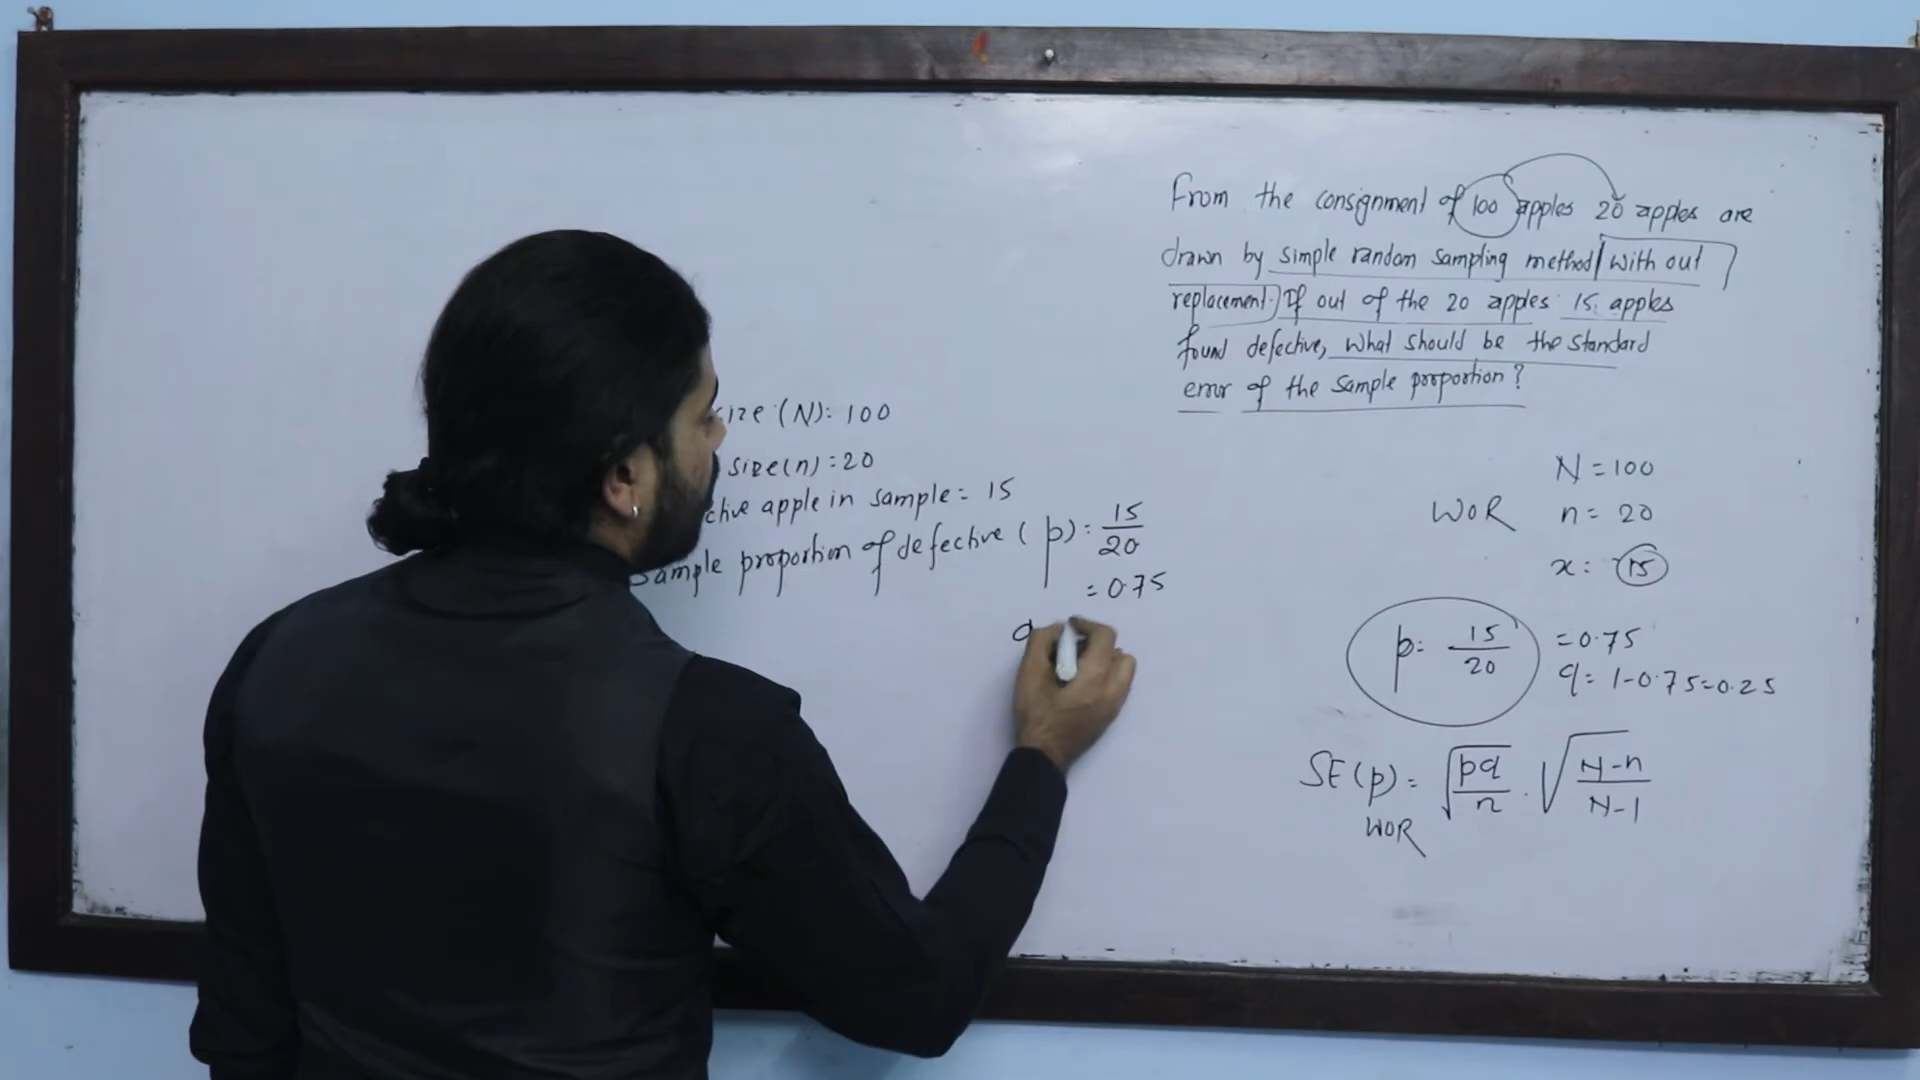 From the consignment of 100 apples 20 apples are
drawn by simple random sampling method with out
replacement. If out of the 20 apples 15 apples
found defective, what should be the standard
error of the sample proportion?
size (N): 100
size(n) = 20
apple in sample = 15
Sample proportion of defective (p) = 15/20
= 0.75
N = 100
WOR n = 20
x = 15
p = 15/20 = 0.75
q = 1-0.75=0.25
SE(p) = √(pq/n) . √(N-n/N-1)
WOR